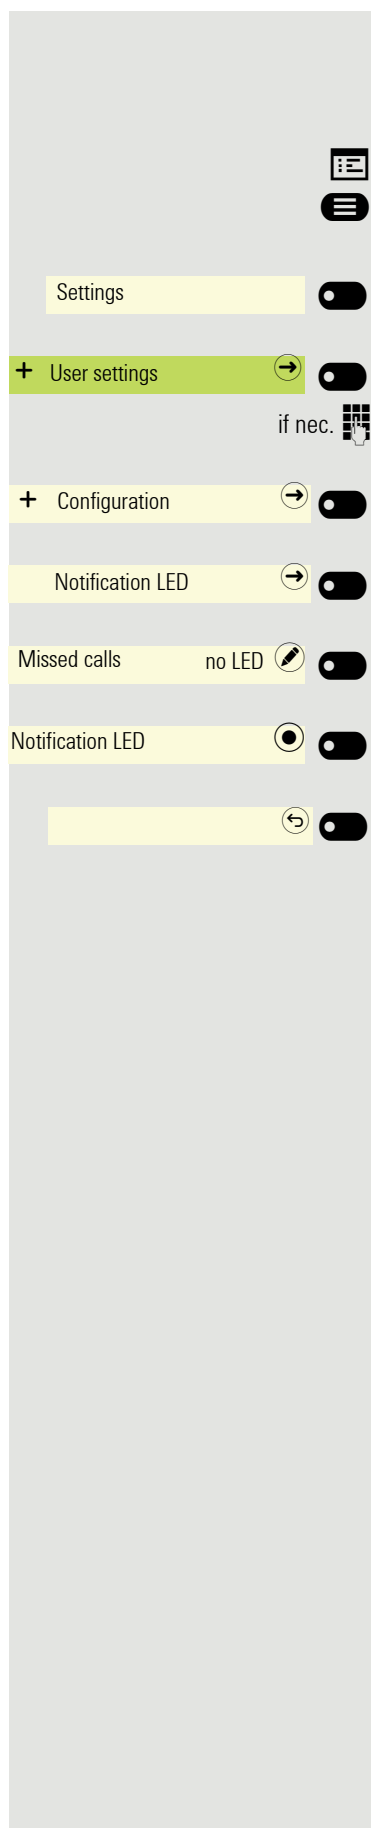 Settings
+ User settings
if nec.
+ Configuration
Notification LED
Missed calls no LED
Notification LED